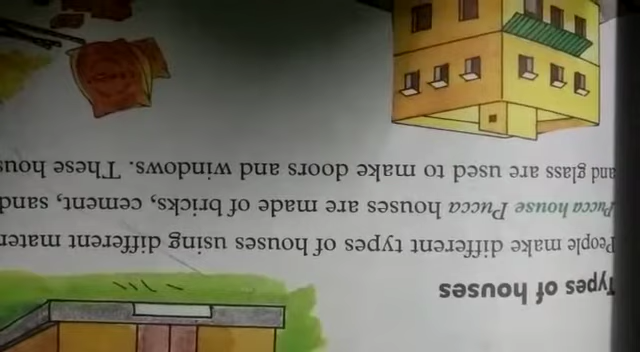 Types of houses
People make different types of houses using different mater
Pucca house Pucca houses are made of bricks, cement, sand
and glass are used to make doors and windows. These hous